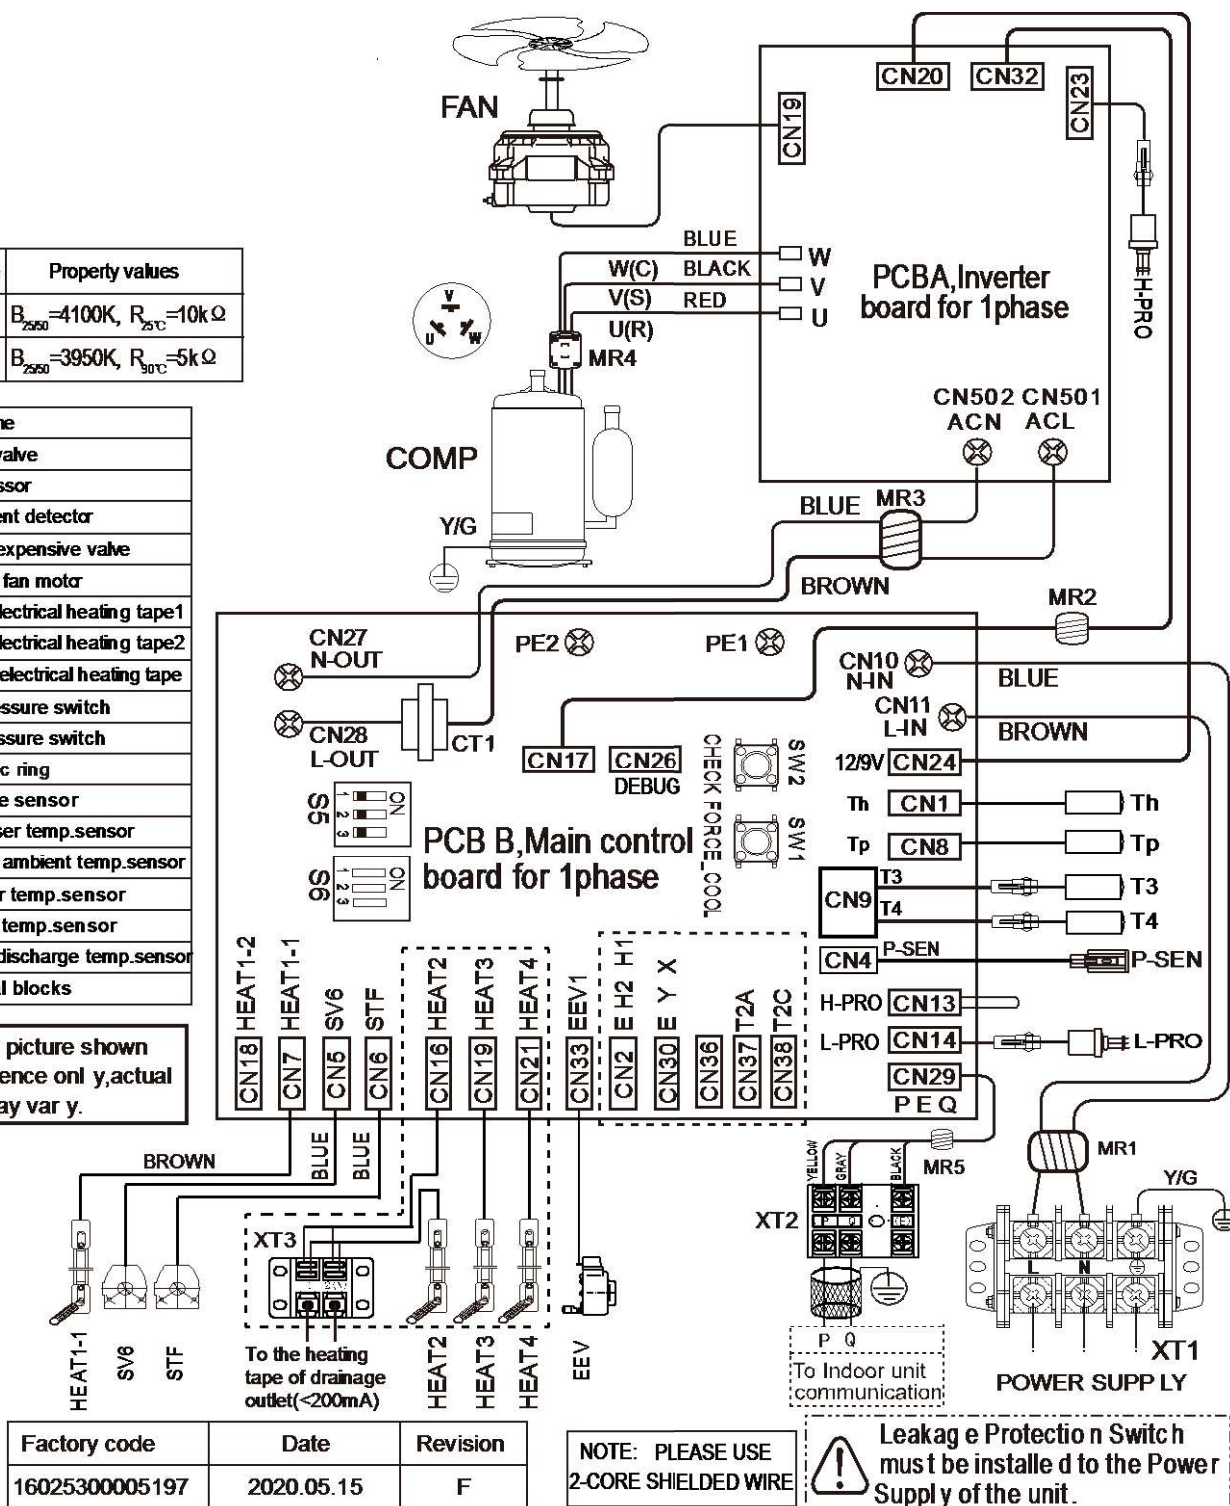 CN20
CN32
CN23
FAN
CN19
H-PRO
BLUE
W
W(C) BLACK
V
V(S) RED
U
U(R)
PCBA,Inverter
board for 1phase
V
U W
MR4
COMP
Y/G
CN502 CN501
ACN ACL
BLUE MR3
BROWN
MR2
Property values
B25/50=4100K, R25℃=10kΩ
B25/50=3950K, R90℃=5kΩ
ne
valve
ssor
ent detector
expensive valve
fan motor
lectrical heating tape1
lectrical heating tape2
electrical heating tape
ssure switch
ssure switch
c ring
e sensor
ser temp.sensor
ambient temp.sensor
r temp.sensor
temp.sensor
discharge temp.sensor
al blocks
picture shown
ence onl y,actual
ay var y.
CN27
N-OUT
PE2
PE1
CN10
N-IN
BLUE
CN11
L-IN
BROWN
CN28
L-OUT
CT1
CN17
CN26
DEBUG
CHECK FORCE_COOL
SW2
SW1
12/9V CN24
Th CN1 Th
Tp CN8 Tp
CN9 T3 T3
T4 T4
CN4 P-SEN P-SEN
H-PRO CN13
L-PRO CN14 L-PRO
CN29
P E Q
S5
1 2 3 ON
S6
1 2 3 ON
PCB B,Main control
board for 1phase
CN18 HEAT1-2
CN7 HEAT1-1
CN5 SV6
CN6 STF
CN16 HEAT2
CN19 HEAT3
CN21 HEAT4
CN33 EEV1
CN2 E H2 H1
CN30 E Y X
CN36
CN37 T2A
CN38 T2C
BROWN
BLUE
BLUE
YELLOW
GRAY
BLACK
MR5
MR1
Y/G
XT3
XT2
P Q (E)
L N
XT1
POWER SUPP LY
HEAT1-1
SV6
STF
To the heating
tape of drainage
outlet(<200mA)
HEAT2
HEAT3
HEAT4
EEV
P Q
To Indoor unit
communication
Factory code Date Revision
16025300005197 2020.05.15 F
NOTE: PLEASE USE
2-CORE SHIELDED WIRE
Leakag e Protectio n Switch
mus t be installe d to the Power
Suppl y of the unit.